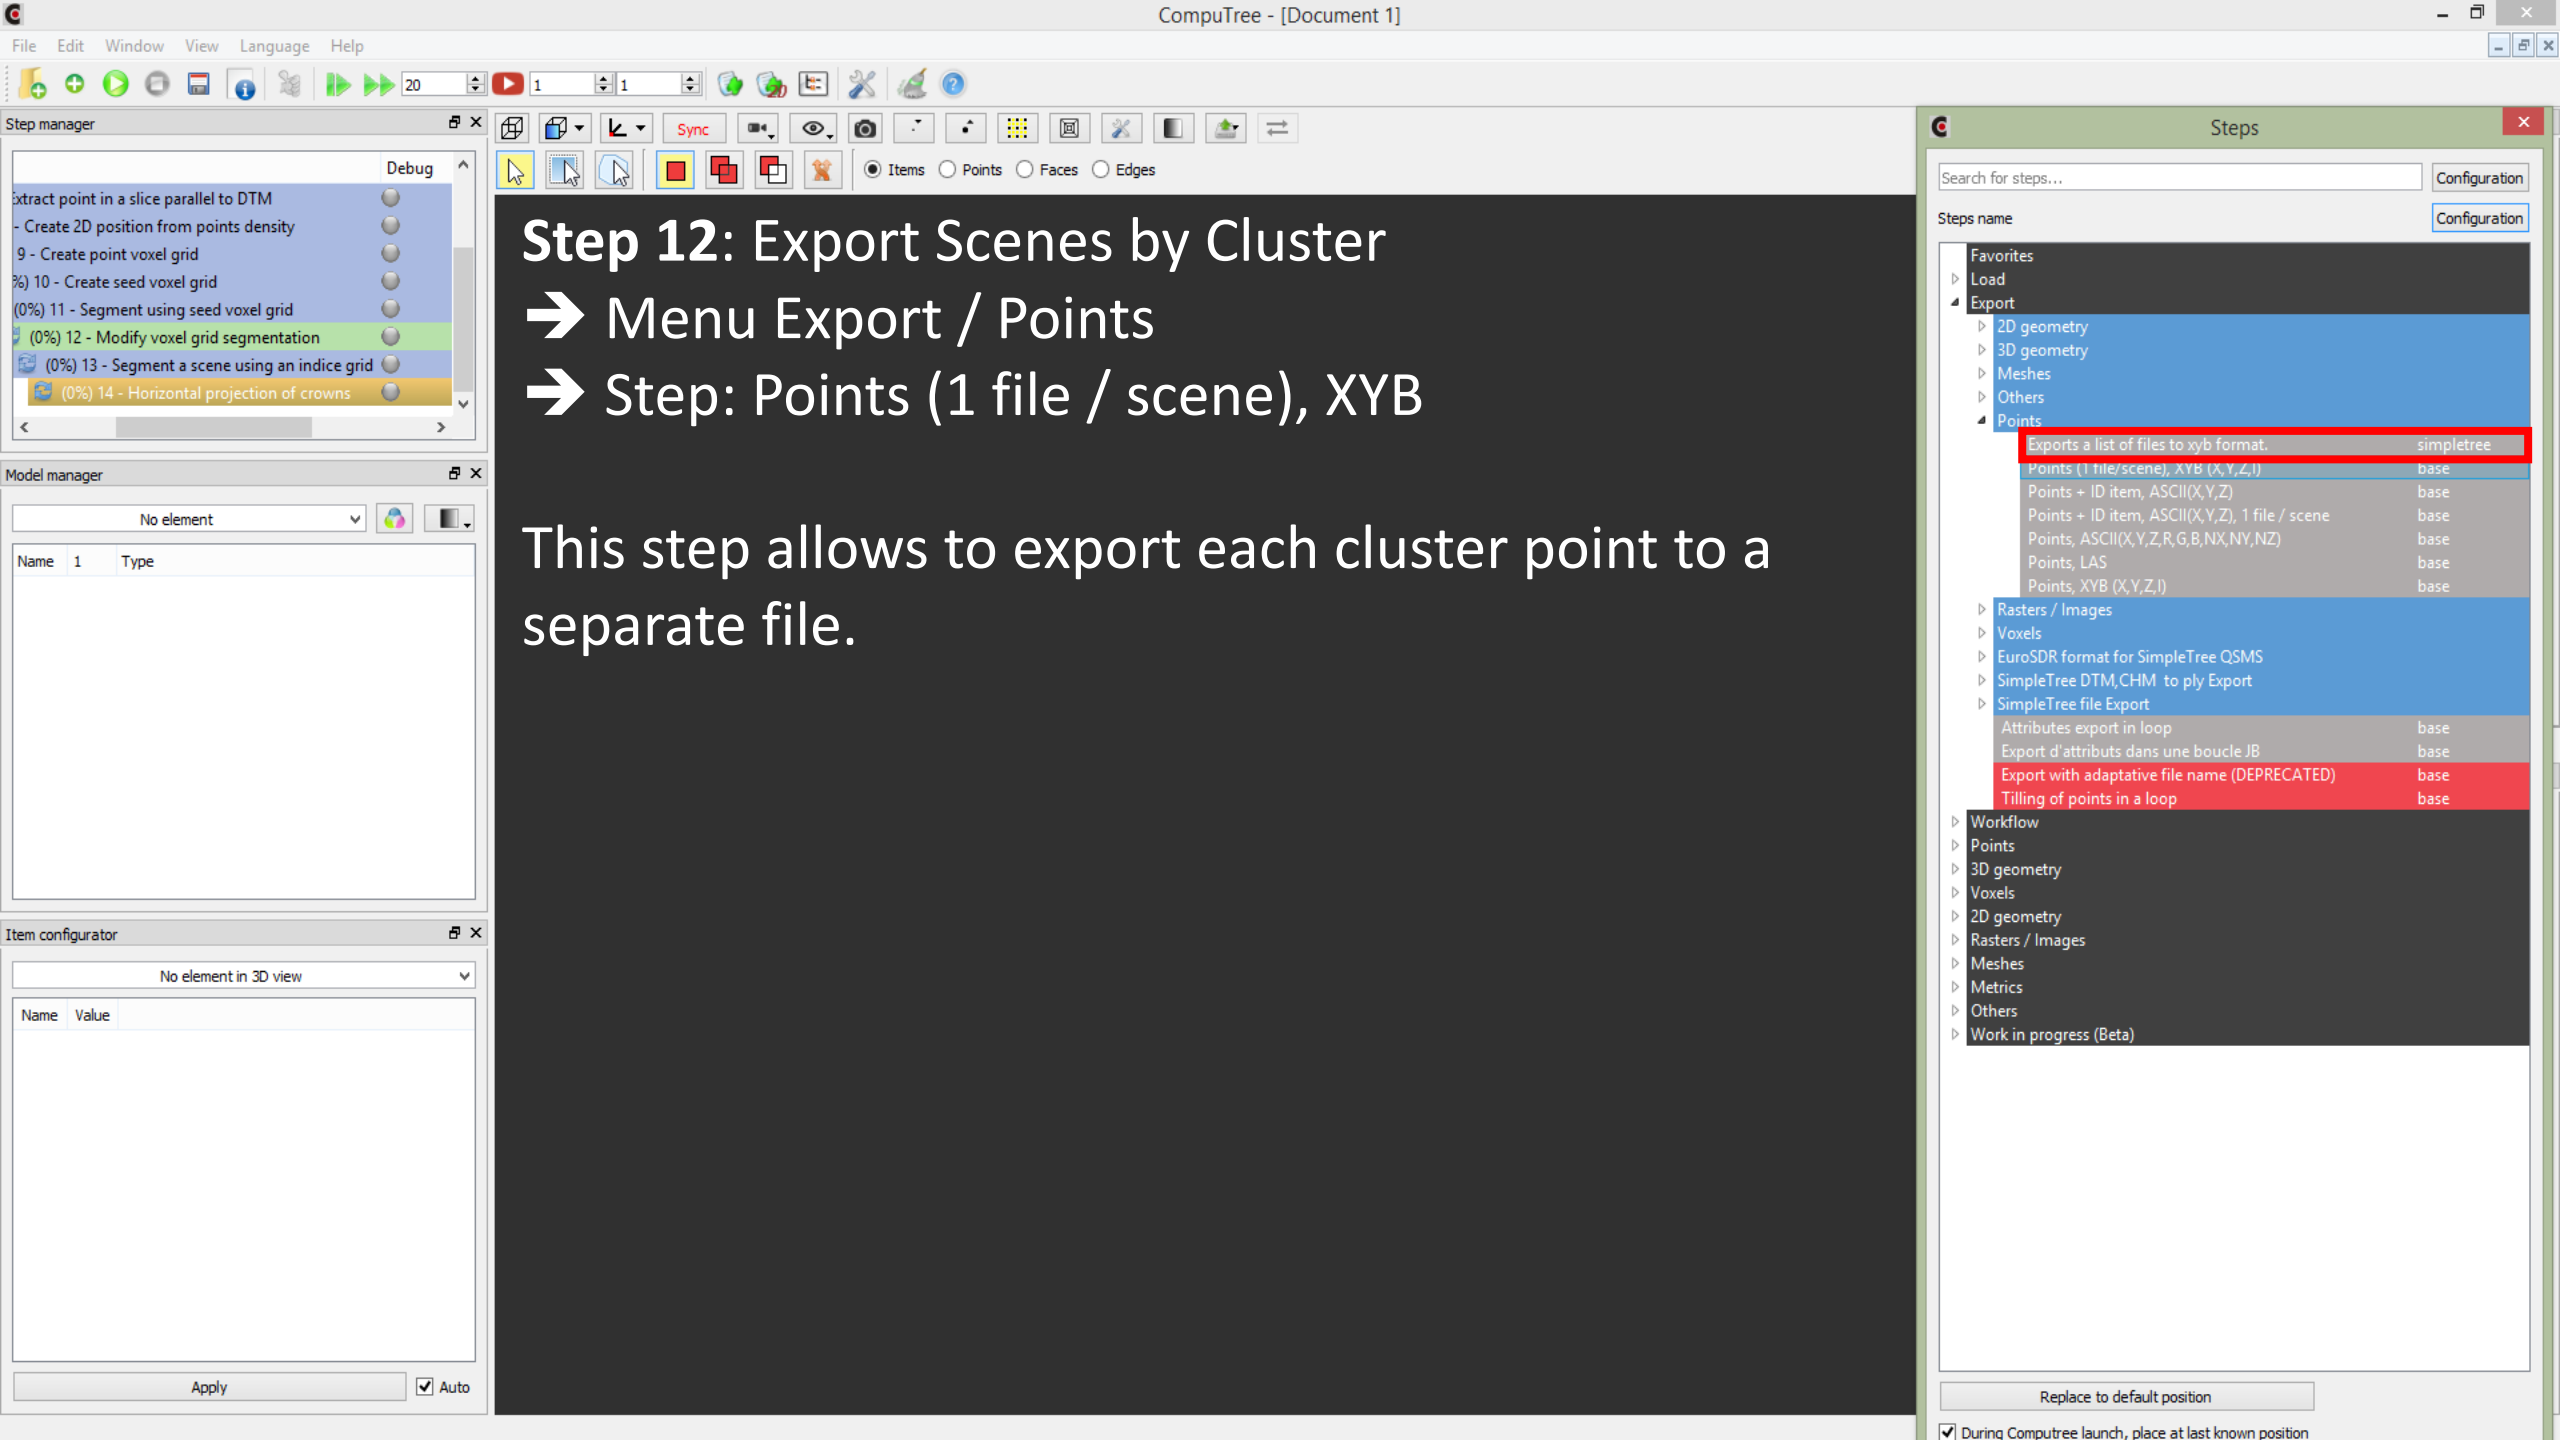 CompuTree - [Document 1]
File Edit Window View Language Help
20 1 1
Step manager
Debug
Extract point in a slice parallel to DTM
- Create 2D position from points density
9 - Create point voxel grid
%) 10 - Create seed voxel grid
(0%) 11 - Segment using seed voxel grid
(0%) 12 - Modify voxel grid segmentation
(0%) 13 - Segment a scene using an indice grid
(0%) 14 - Horizontal projection of crowns
Model manager
No element
Name 1 Type
Item configurator
No element in 3D view
Name Value
Apply Auto
Sync
Items Points Faces Edges
Step 12: Export Scenes by Cluster
➔ Menu Export / Points
➔ Step: Points (1 file / scene), XYB
This step allows to export each cluster point to a
separate file.
Steps
Search for steps... Configuration
Steps name Configuration
Favorites
Load
Export
2D geometry
3D geometry
Meshes
Others
Points
Exports a list of files to xyb format. simpletree
Points (1 file/scene), XYB (X,Y,Z,I) base
Points + ID item, ASCII(X,Y,Z) base
Points + ID item, ASCII(X,Y,Z), 1 file / scene base
Points, ASCII(X,Y,Z,R,G,B,NX,NY,NZ) base
Points, LAS base
Points, XYB (X,Y,Z,I) base
Rasters / Images
Voxels
EuroSDR format for SimpleTree QSMS
SimpleTree DTM,CHM to ply Export
SimpleTree file Export
Attributes export in loop base
Export d'attributs dans une boucle JB base
Export with adaptative file name (DEPRECATED) base
Tilling of points in a loop base
Workflow
Points
3D geometry
Voxels
2D geometry
Rasters / Images
Meshes
Metrics
Others
Work in progress (Beta)
Replace to default position
During Computree launch, place at last known position